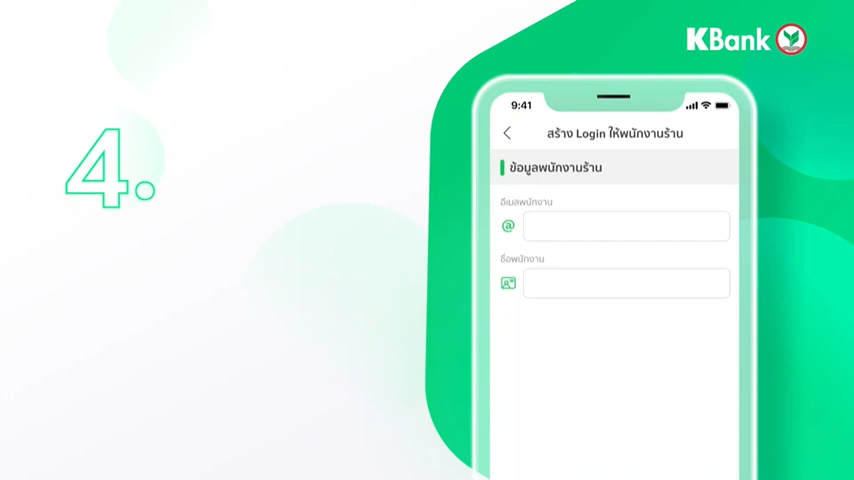 KBank
4.
9:41
สร้าง Login ให้พนักงานร้าน
ข้อมูลพนักงานร้าน
อีเมลพนักงาน
@
ชื่อพนักงาน